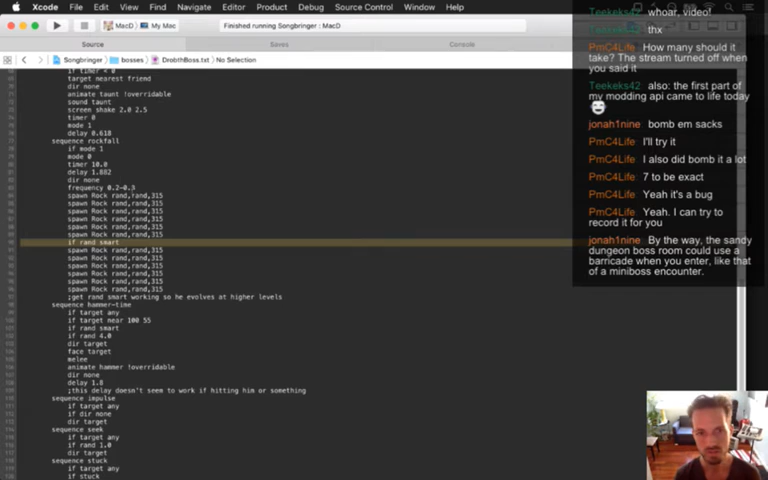 Xcode File Edit View Find Navigate Editor Product Debug Source Control Window Help
MacD My Mac Finished running Songbringer : MacD
Source Saves Console
Songbringer bosses DrobthBoss.txt No Selection
if timer < 0
target nearest friend
dir none
animate taunt !overridable
sound taunt
screen shake 2.0 2.5
timer 0
mode 1
delay 0.618
sequence rockfall
if mode 1
mode 0
timer 10.0
delay 1.882
dir none
frequency 0.2-0.3
spawn Rock rand,rand,315
spawn Rock rand,rand,315
spawn Rock rand,rand,315
spawn Rock rand,rand,315
spawn Rock rand,rand,315
spawn Rock rand,rand,315
if rand smart
spawn Rock rand,rand,315
spawn Rock rand,rand,315
spawn Rock rand,rand,315
spawn Rock rand,rand,315
spawn Rock rand,rand,315
;get rand smart working so he evolves at higher levels
sequence hammer-time
if target any
if target near 100 55
if rand smart
if rand 4.0
dir target
face target
melee
animate hammer !overridable
dir none
delay 1.8
;this delay doesn't seem to work if hitting him or something
sequence impulse
if target any
if dir none
dir target
sequence seek
if target any
if rand 1.0
dir target
sequence stuck
if target any
if stuck
Teekeks42 whoar, video!
thx
PmC4Life How many should it
take? The stream turned off when
you said it
Teekeks42 also: the first part of
my modding api came to life today
jonah1nine bomb em sacks
PmC4Life I'll try it
PmC4Life I also did bomb it a lot
PmC4Life 7 to be exact
PmC4Life Yeah it's a bug
PmC4Life Yeah. I can try to
record it for you
jonah1nine By the way, the sandy
dungeon boss room could use a
barricade when you enter, like that
of a miniboss encounter.